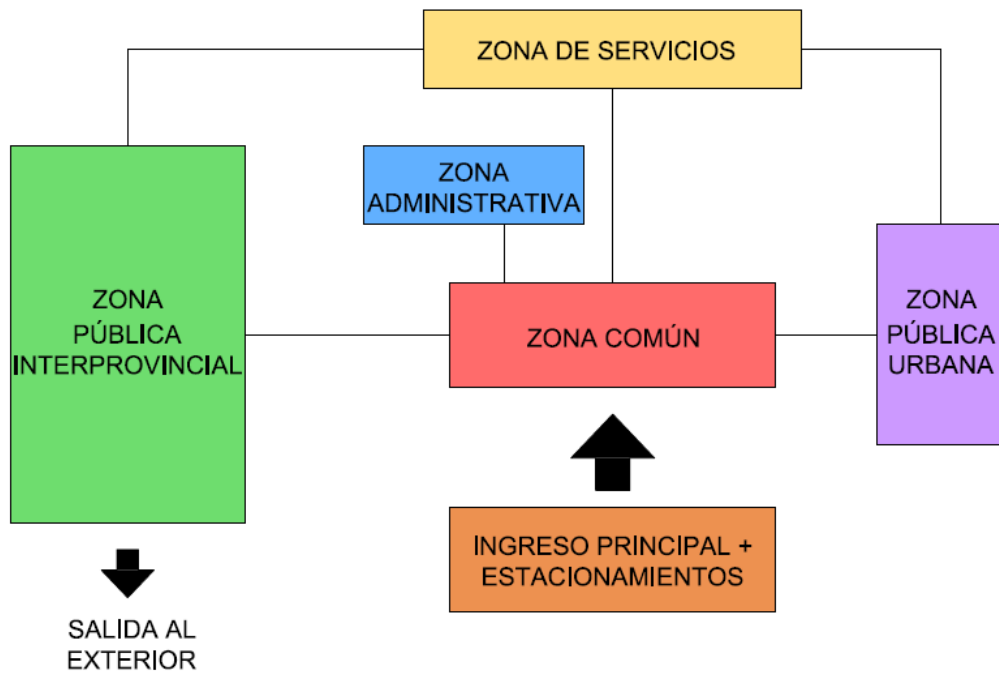 ZONA DE SERVICIOS
ZONA
ADMINISTRATIVA
ZONA
PÚBLICA
INTERPROVINCIAL
ZONA COMÚN
ZONA
PÚBLICA
URBANA
INGRESO PRINCIPAL +
ESTACIONAMIENTOS
SALIDA AL
EXTERIOR